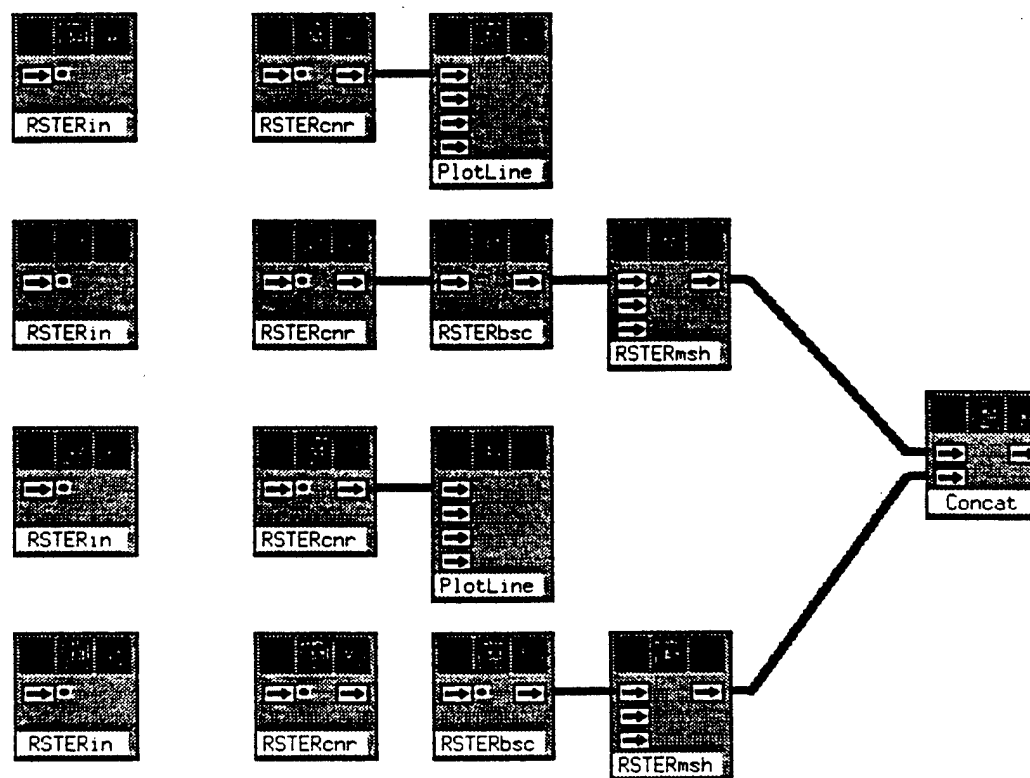 RSTERin
RSTERcnr
PlotLine
RSTERin
RSTERcnr
RSTERbsc
RSTERmsh
Concat
RSTERin
RSTERcnr
PlotLine
RSTERin
RSTERcnr
RSTERbsc
RSTERmsh